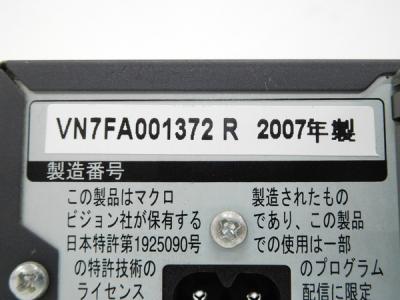 VN7FA001372 R 2007年製
製造番号
この製品はマクロ
ビジョン社が保有する
日本特許第1925090号
の特許技術の
ライセンス
製造されたもの
であり、この製品
での使用は一部
のプログラム
配信に限定